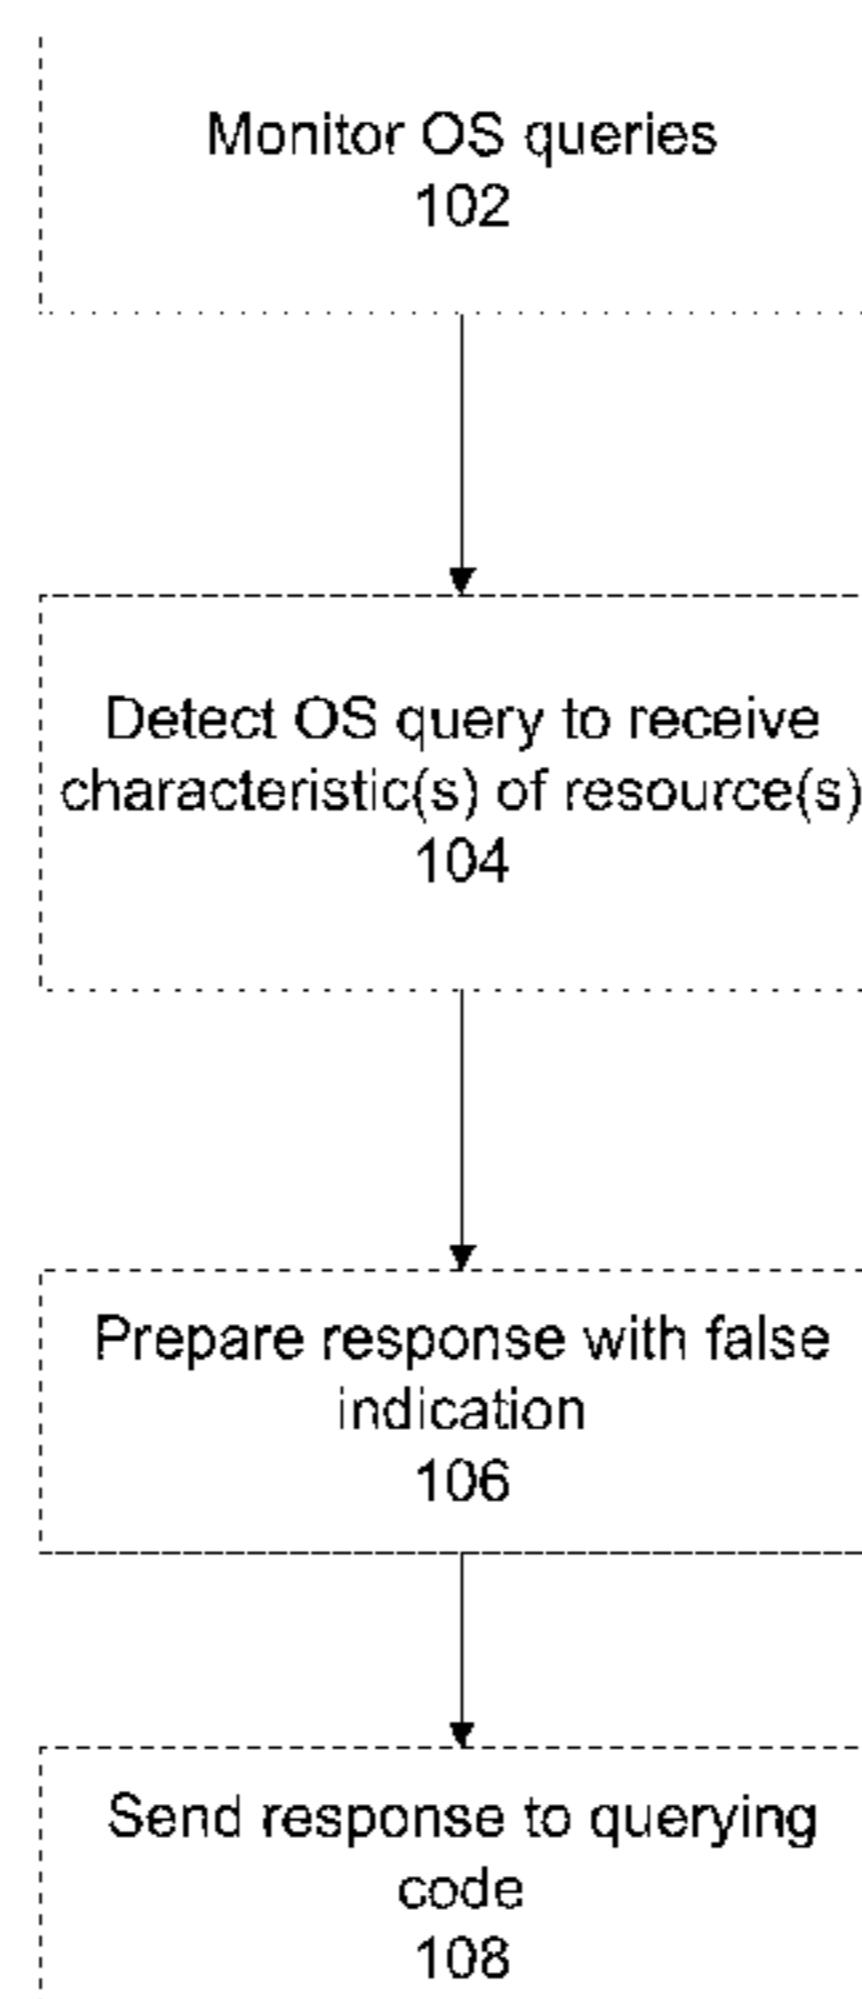 Monitor OS queries
102
Detect OS query to receive
characteristic(s) of resource(s)
104
Prepare response with false
indication
106
Send response to querying
code
108